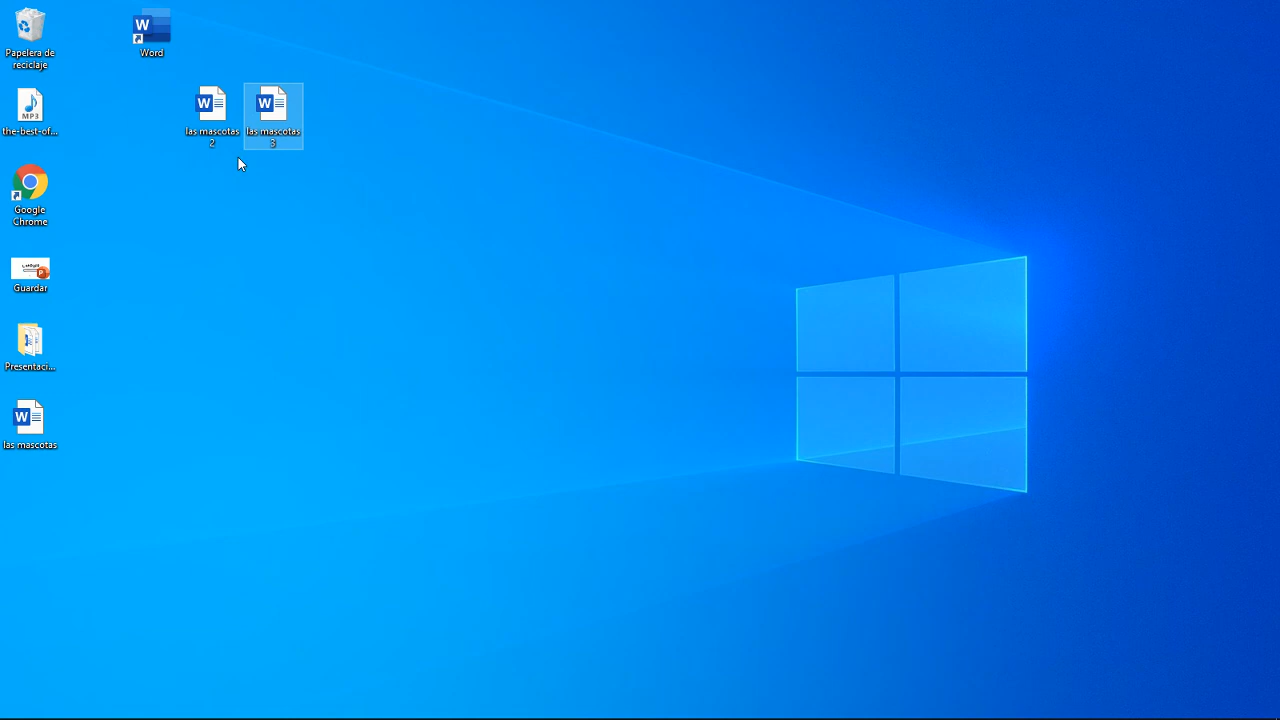 Papelera de
reciclaje
Word
MP3
the-best-of...
las mascotas
2
las mascotas
3
Google
Chrome
Guardar
Presentaci...
las mascotas